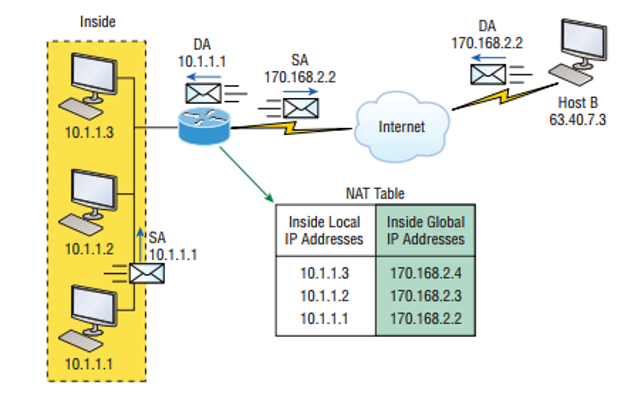 Inside
DA
10.1.1.1
SA
170.168.2.2
DA
170.168.2.2
10.1.1.3
Internet
Host B
63.40.7.3
NAT Table
Inside Local
IP Addresses
Inside Global
IP Addresses
10.1.1.2
SA
10.1.1.1
10.1.1.3 170.168.2.4
10.1.1.2 170.168.2.3
10.1.1.1 170.168.2.2
10.1.1.1